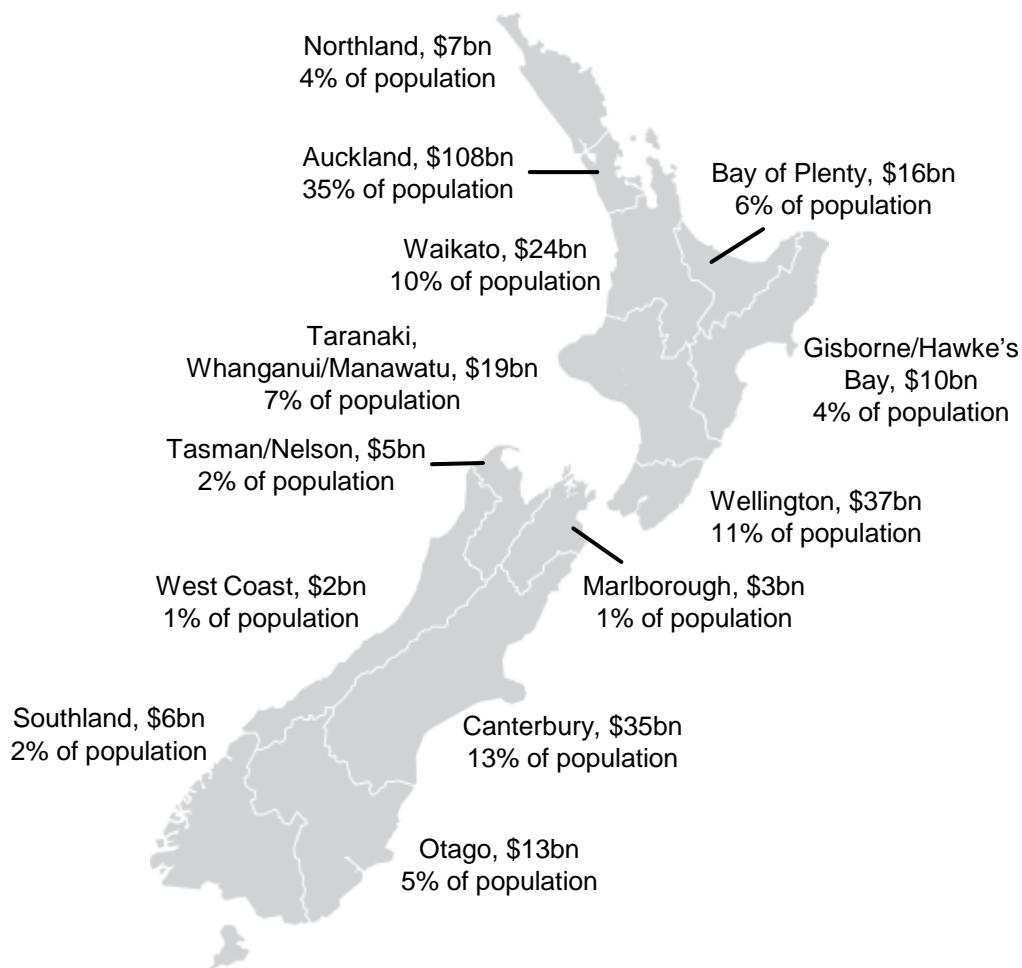 Northland, $7bn
4% of population
Auckland, $108bn
35% of population
Bay of Plenty, $16bn
6% of population
Waikato, $24bn
10% of population
Taranaki,
Whanganui/Manawatu, $19bn
7% of population
Gisborne/Hawke's
Bay, $10bn
4% of population
Tasman/Nelson, $5bn
2% of population
Wellington, $37bn
11% of population
West Coast, $2bn
1% of population
Marlborough, $3bn
1% of population
Southland, $6bn
2% of population
Canterbury, $35bn
13% of population
Otago, $13bn
5% of population